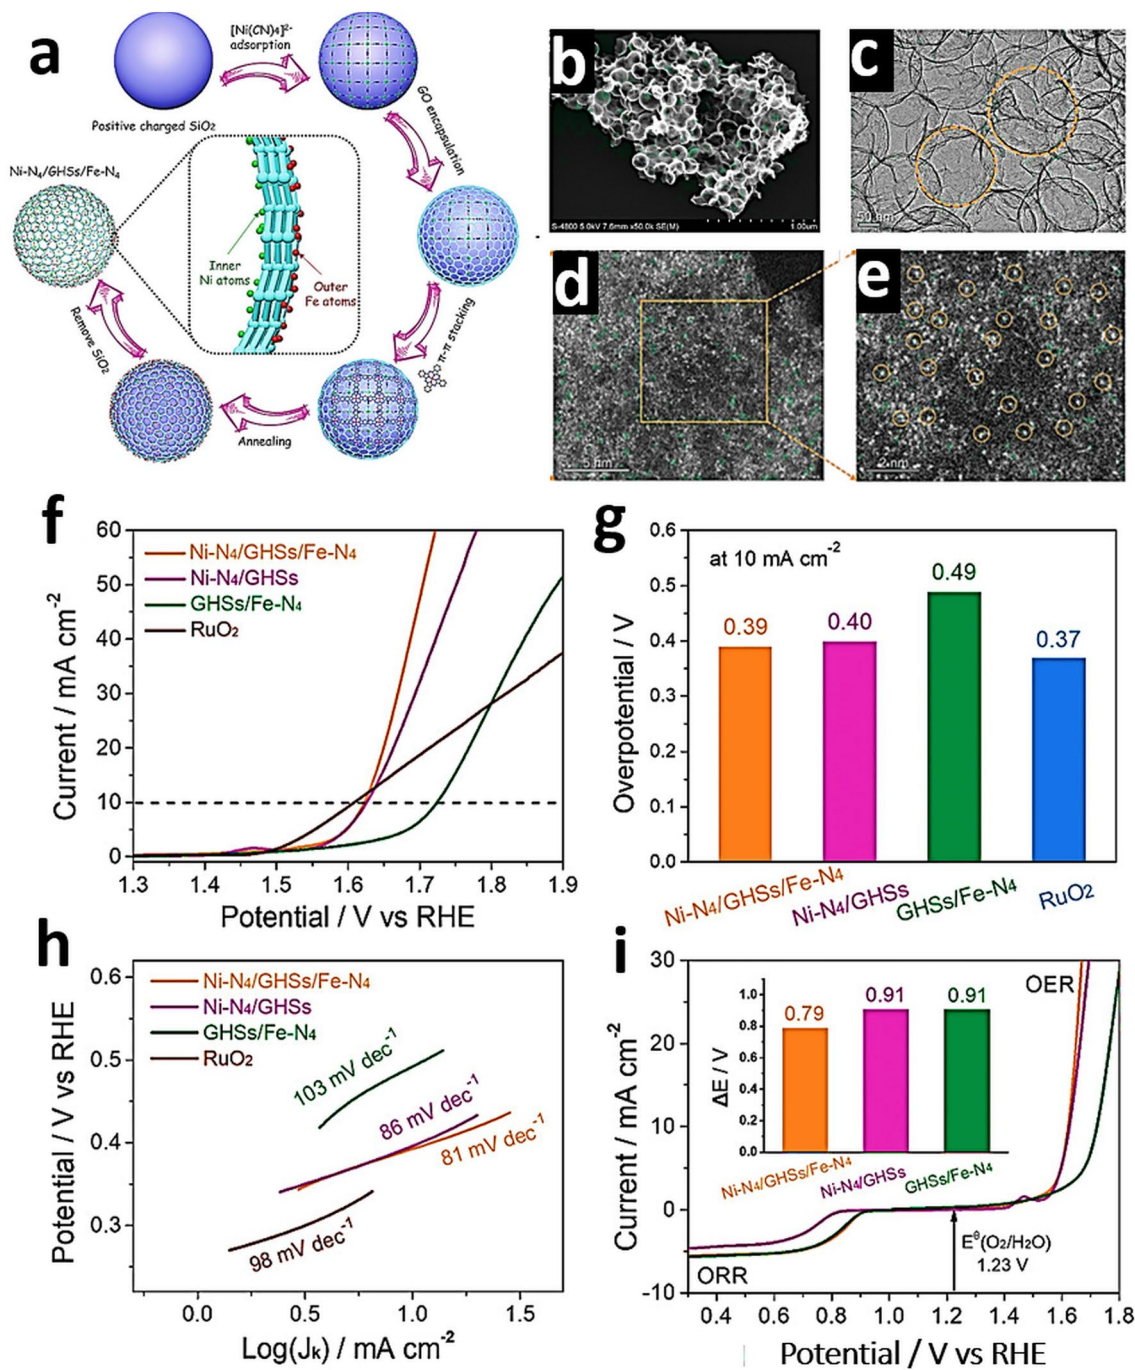 a
[Ni(CN)₄]²⁻
adsorption
Positive charged SiO₂
GO encapsulation
Ni-N₄/GHSs/Fe-N₄
Inner
Ni atoms
Outer
Fe atoms
π-π stacking
Remove SiO₂
Annealing
b
S-4800 5.0kV 7.6mm x50.0k SE(M)
1.00um
c
50 nm
d
5 nm
e
2 nm
f
60
50
40
30
20
10
0
Current / mA cm⁻²
Ni-N₄/GHSs/Fe-N₄
Ni-N₄/GHSs
GHSs/Fe-N₄
RuO₂
1.3 1.4 1.5 1.6 1.7 1.8 1.9
Potential / V vs RHE
g
0.6
0.5
0.4
0.3
0.2
0.1
0.0
Overpotential / V
at 10 mA cm⁻²
0.39
0.40
0.49
0.37
Ni-N₄/GHSs/Fe-N₄
Ni-N₄/GHSs
GHSs/Fe-N₄
RuO₂
h
0.6
0.5
0.4
0.3
Potential / V vs RHE
Ni-N₄/GHSs/Fe-N₄
Ni-N₄/GHSs
GHSs/Fe-N₄
RuO₂
103 mV dec⁻¹
86 mV dec⁻¹
81 mV dec⁻¹
98 mV dec⁻¹
0.0 0.5 1.0 1.5
Log(Jₖ) / mA cm⁻²
i
30
20
10
0
-10
Current / mA cm⁻²
OER
1.2
1.0
0.8
0.6
0.4
0.2
0.0
ΔE / V
0.79
0.91
0.91
Ni-N₄/GHSs/Fe-N₄
Ni-N₄/GHSs
GHSs/Fe-N₄
ORR
E^θ(O₂/H₂O)
1.23 V
0.4 0.6 0.8 1.0 1.2 1.4 1.6 1.8
Potential / V vs RHE